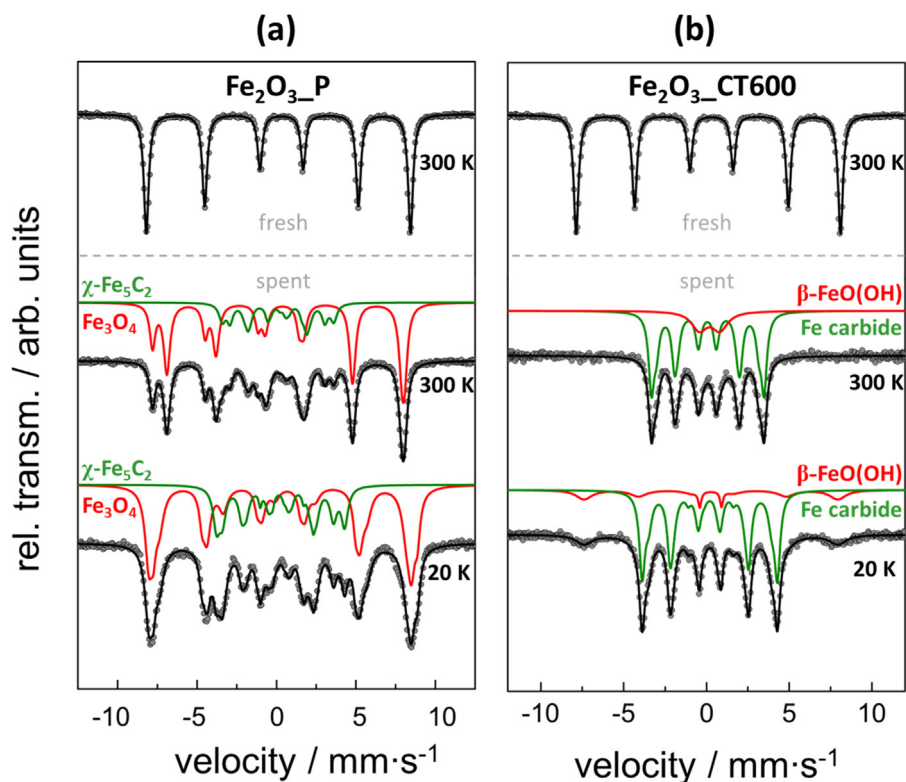 (a)
Fe₂O₃_P
300 K
fresh
spent
χ-Fe₅C₂
Fe₃O₄
300 K
χ-Fe₅C₂
Fe₃O₄
20 K
-10 -5 0 5 10
velocity / mm·s⁻¹
rel. transm. / arb. units
(b)
Fe₂O₃_CT600
300 K
fresh
spent
β-FeO(OH)
Fe carbide
300 K
β-FeO(OH)
Fe carbide
20 K
-10 -5 0 5 10
velocity / mm·s⁻¹